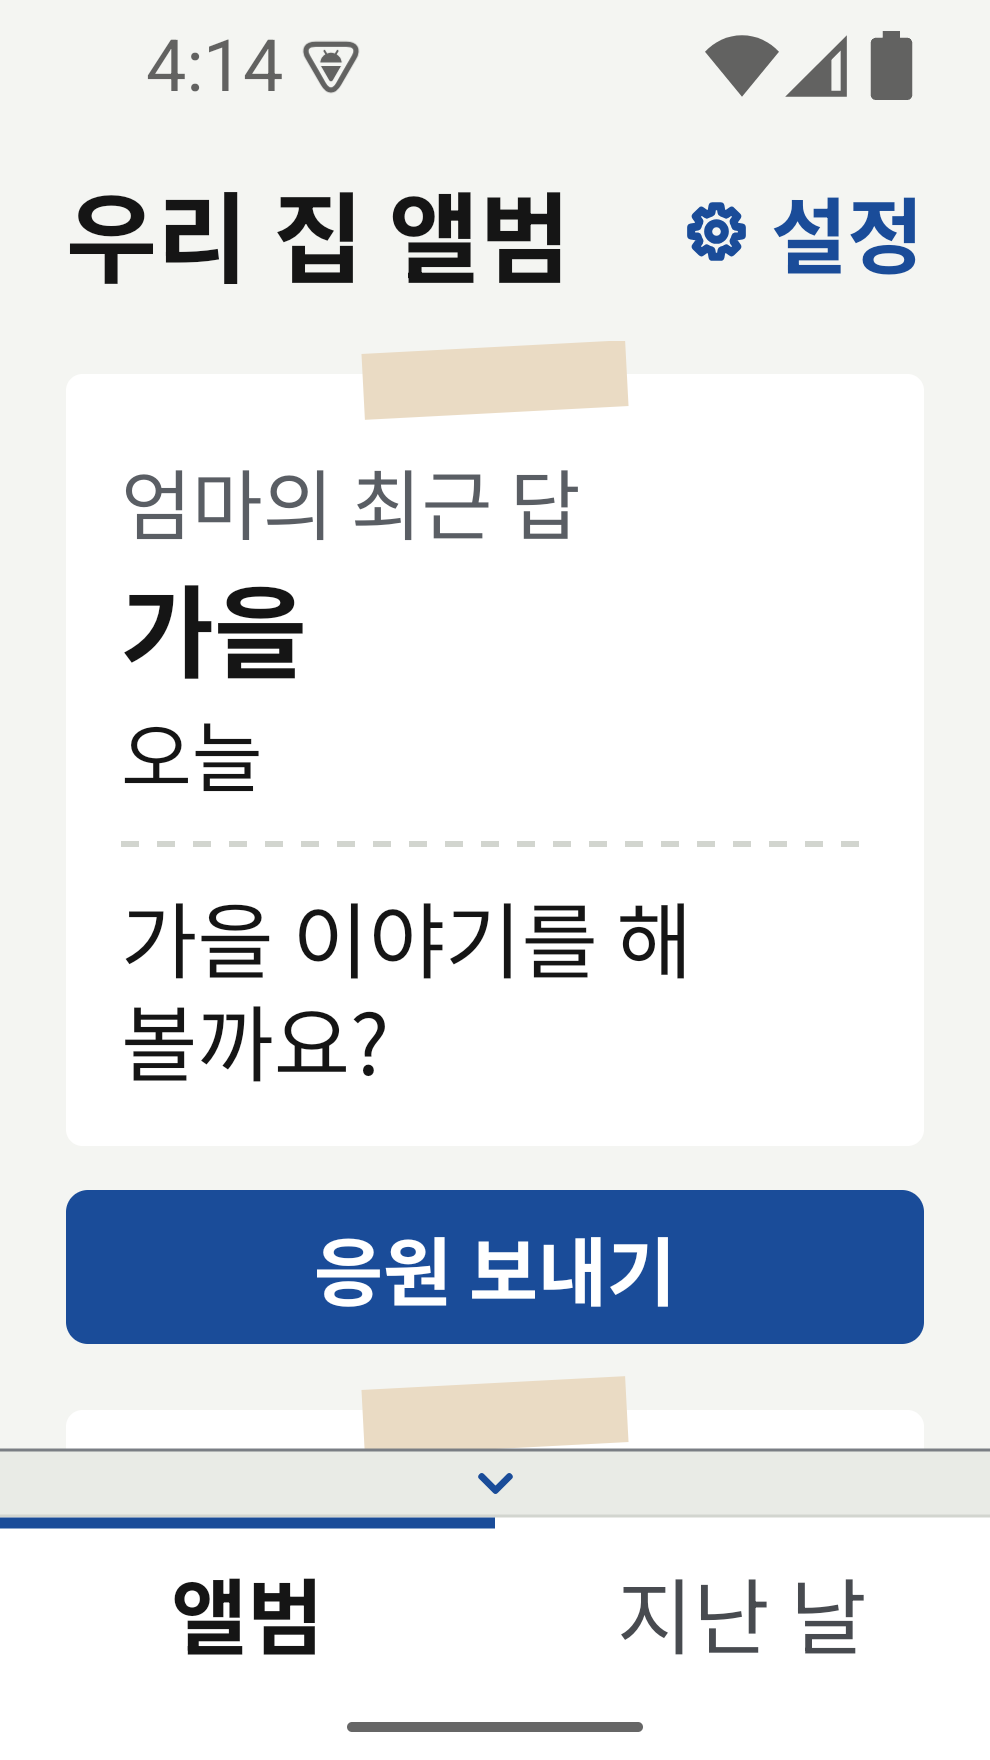 4:14
우리 집 앨범
설정
엄마의 최근 답
가을
오늘
가을 이야기를 해
볼까요?
응원 보내기
앨범
지난 날